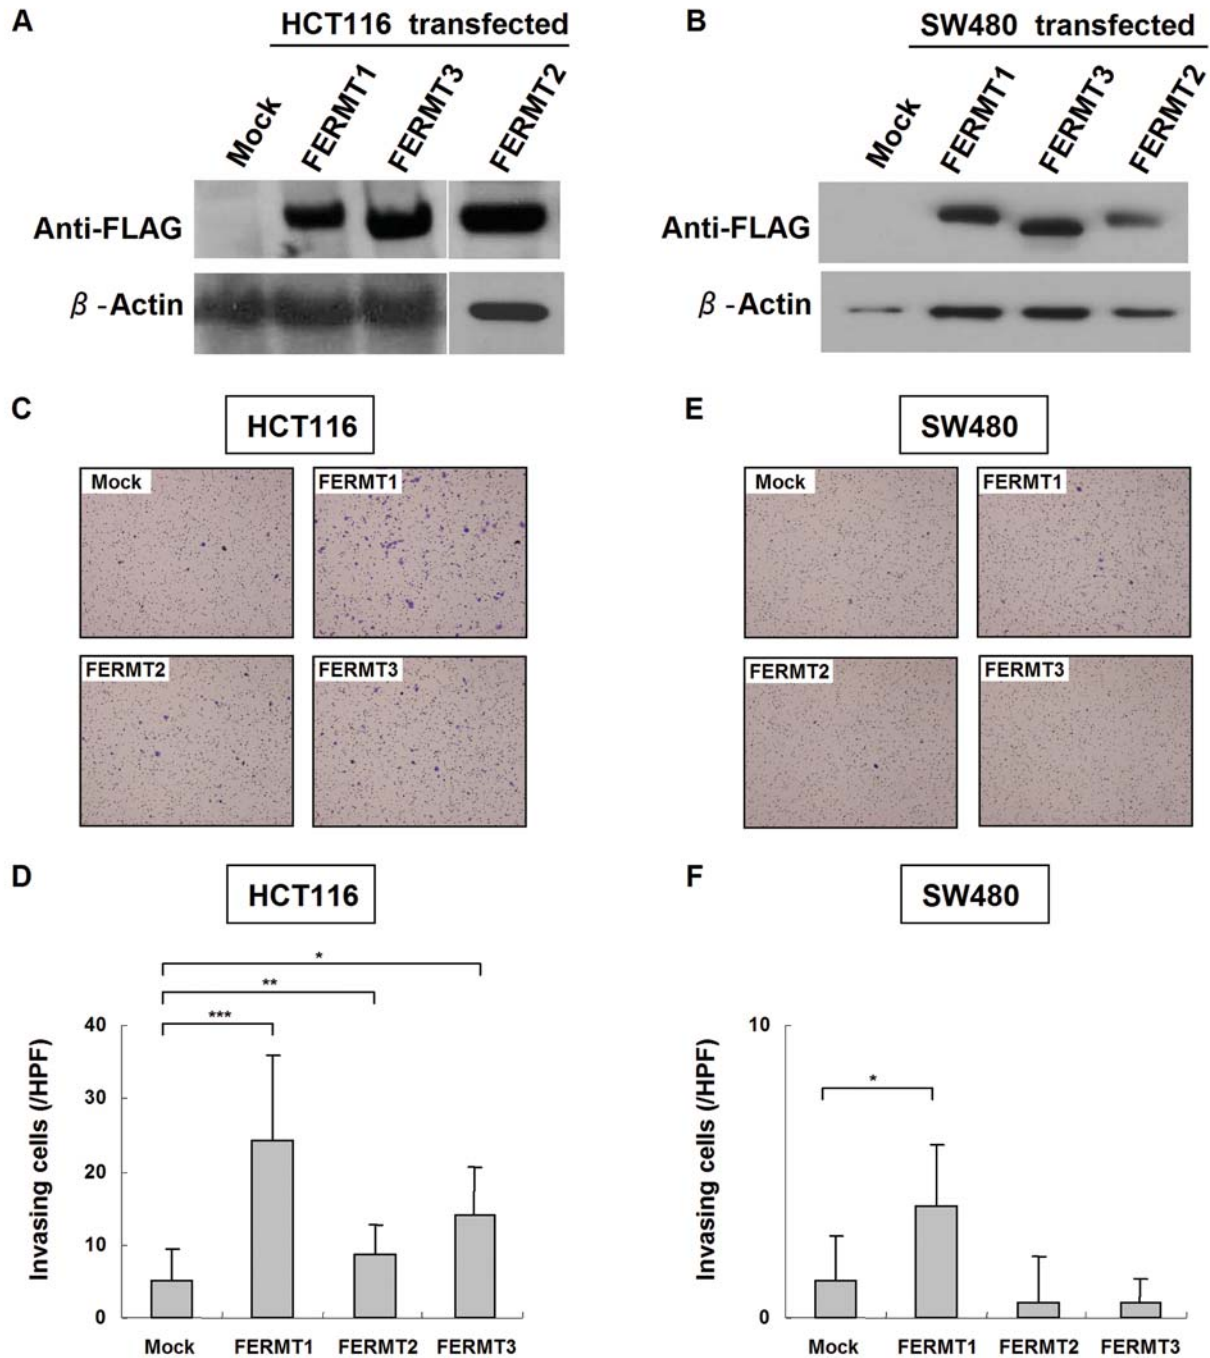 A
HCT116 transfected
Mock
FERMT1
FERMT3
FERMT2
Anti-FLAG
β-Actin
B
SW480 transfected
Mock
FERMT1
FERMT3
FERMT2
Anti-FLAG
β-Actin
C
HCT116
Mock
FERMT1
FERMT2
FERMT3
E
SW480
Mock
FERMT1
FERMT2
FERMT3
D
HCT116
*
**
***
40
30
20
10
0
Invasing cells (/HPF)
Mock FERMT1 FERMT2 FERMT3
F
SW480
*
10
0
Invasing cells (/HPF)
Mock FERMT1 FERMT2 FERMT3